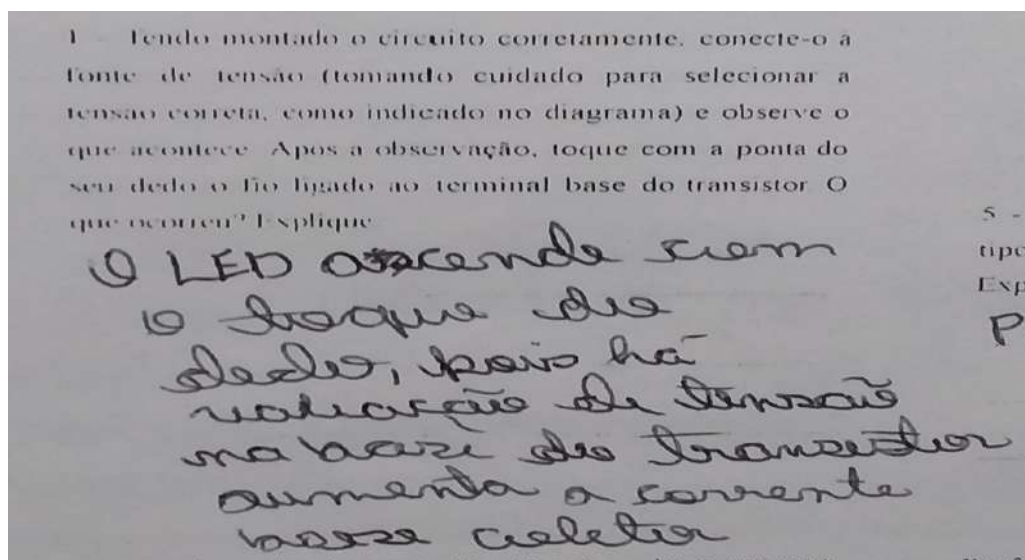 1 - Tendo montado o circuito corretamente, conecte-o à
fonte de tensão (tomando cuidado para selecionar a
tensão correta, como indicado no diagrama) e observe o
que acontece. Após a observação, toque com a ponta do
seu dedo o fio ligado ao terminal base do transistor. O
que ocorreu? Explique
O LED ascende com
o toque do
dedo, pois há
variação de tensão
na base do transistor
aumenta a corrente
base coletor
5 -
tipo
Exp
P